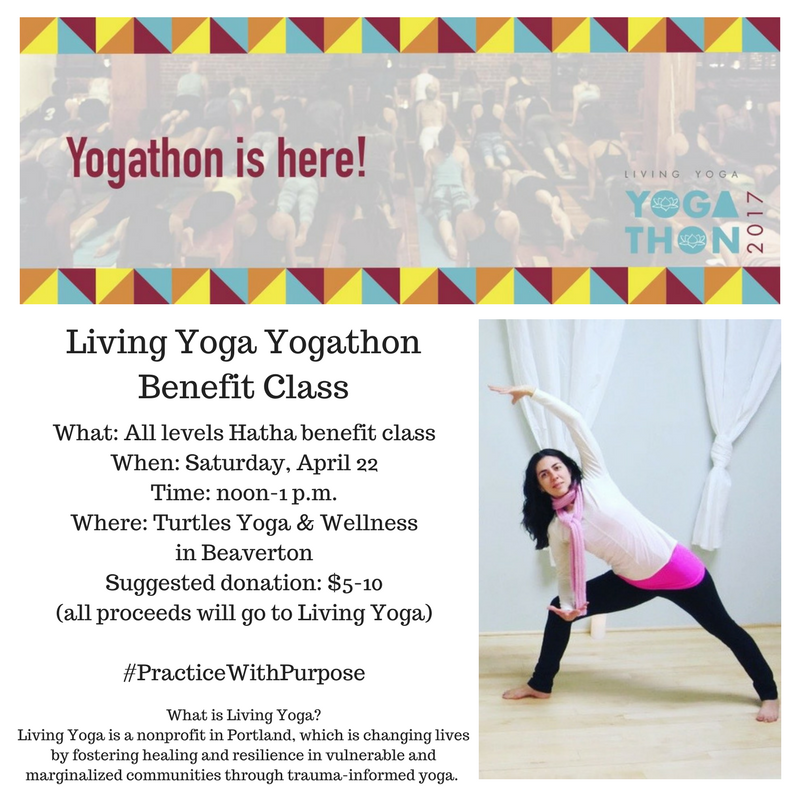 Yogathon is here!
LIVING YOGA
YOGA
THON
2017
Living Yoga Yogathon
Benefit Class
What: All levels Hatha benefit class
When: Saturday, April 22
Time: noon-1 p.m.
Where: Turtles Yoga & Wellness
in Beaverton
Suggested donation: $5-10
(all proceeds will go to Living Yoga)
#PracticeWithPurpose
What is Living Yoga?
Living Yoga is a nonprofit in Portland, which is changing lives
by fostering healing and resilience in vulnerable and
marginalized communities through trauma-informed yoga.